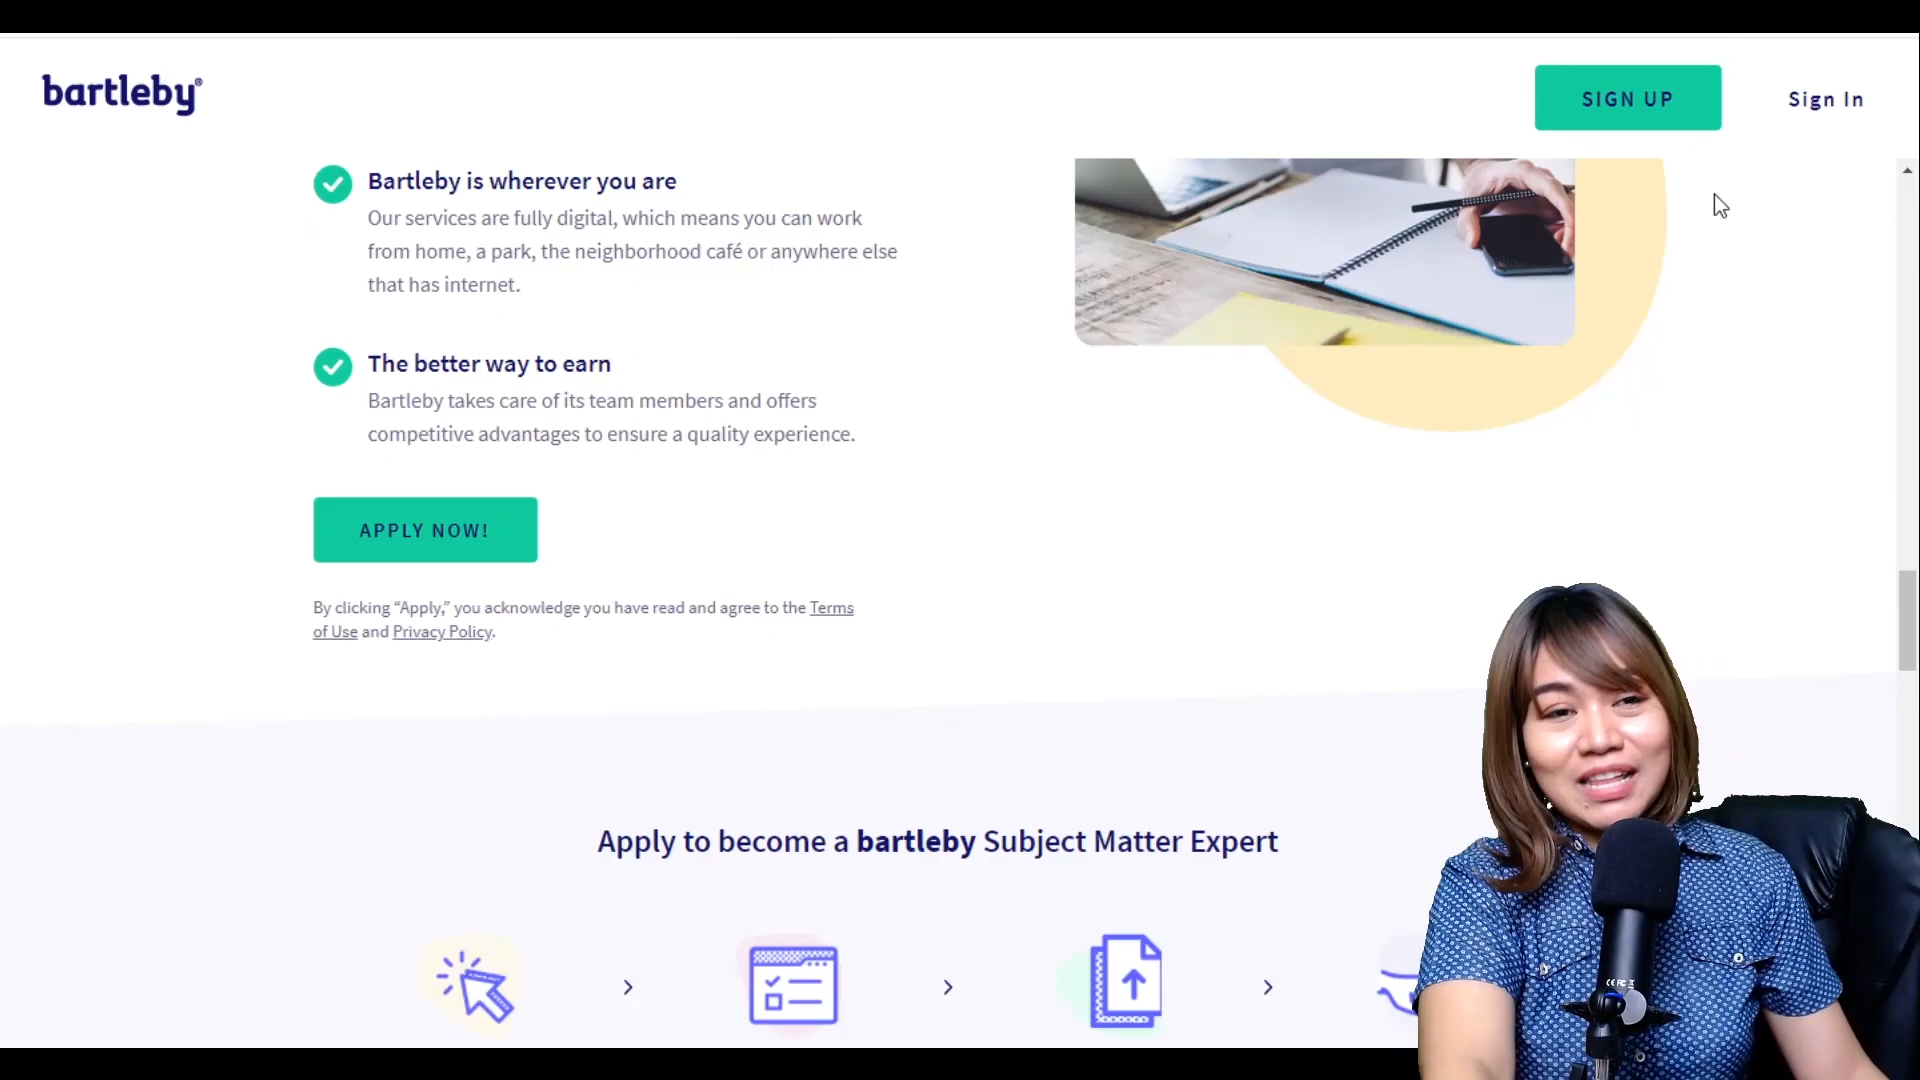 bartleby®
SIGN UP
Sign In
Bartleby is wherever you are
Our services are fully digital, which means you can work
from home, a park, the neighborhood café or anywhere else
that has internet.
The better way to earn
Bartleby takes care of its team members and offers
competitive advantages to ensure a quality experience.
APPLY NOW!
By clicking “Apply,” you acknowledge you have read and agree to the Terms
of Use and Privacy Policy.
Apply to become a bartleby Subject Matter Expert